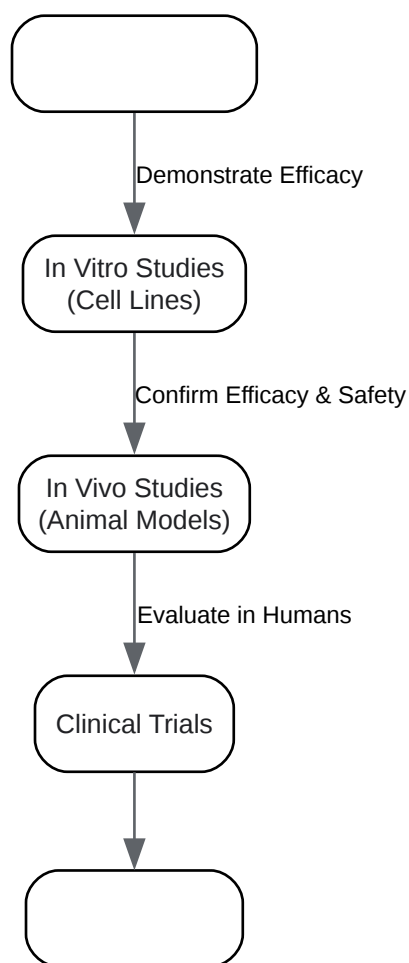 Demonstrate Efficacy
In Vitro Studies
(Cell Lines)
Confirm Efficacy & Safety
In Vivo Studies
(Animal Models)
Evaluate in Humans
Clinical Trials